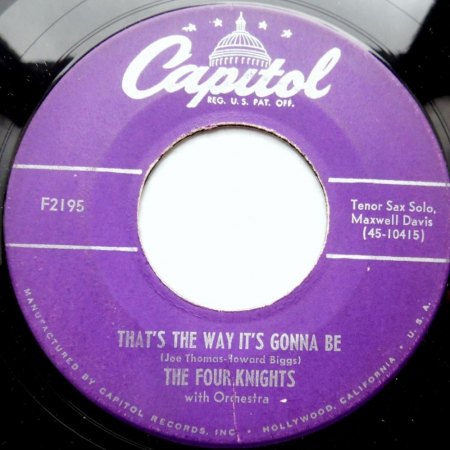 Capitol
REG. U. S. PAT. OFF.
F2195
Tenor Sax Solo,
Maxwell Davis
(45-10415)
THAT'S THE WAY IT'S GONNA BE
(Joe Thomas-Howard Biggs)
THE FOUR KNIGHTS
with Orchestra
MANUFACTURED BY CAPITOL RECORDS, INC. • HOLLYWOOD, CALIFORNIA • U.S.A.